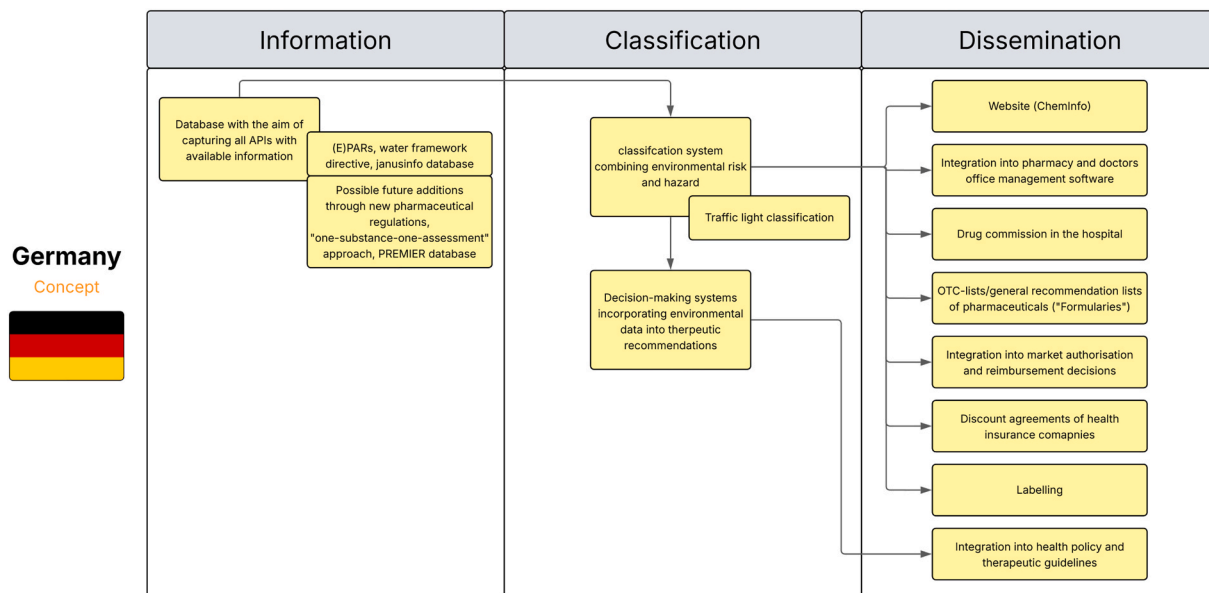 Information
Classification
Dissemination
Germany
Concept
Database with the aim of
capturing all APIs with
available information
(E)PARs, water framework
directive, janusinfo database
Possible future additions
through new pharmaceutical
regulations,
"one-substance-one-assessment"
approach, PREMIER database
classifcation system
combining environmental risk
and hazard
Traffic light classification
Decision-making systems
incorporating environmental
data into therpeutic
recommendations
Website (ChemInfo)
Integration into pharmacy and doctors
office management software
Drug commission in the hospital
OTC-lists/general recommendation lists
of pharmaceuticals ("Formularies")
Integration into market authorisation
and reimbursement decisions
Discount agreements of health
insurance comapnies
Labelling
Integration into health policy and
therapeutic guidelines